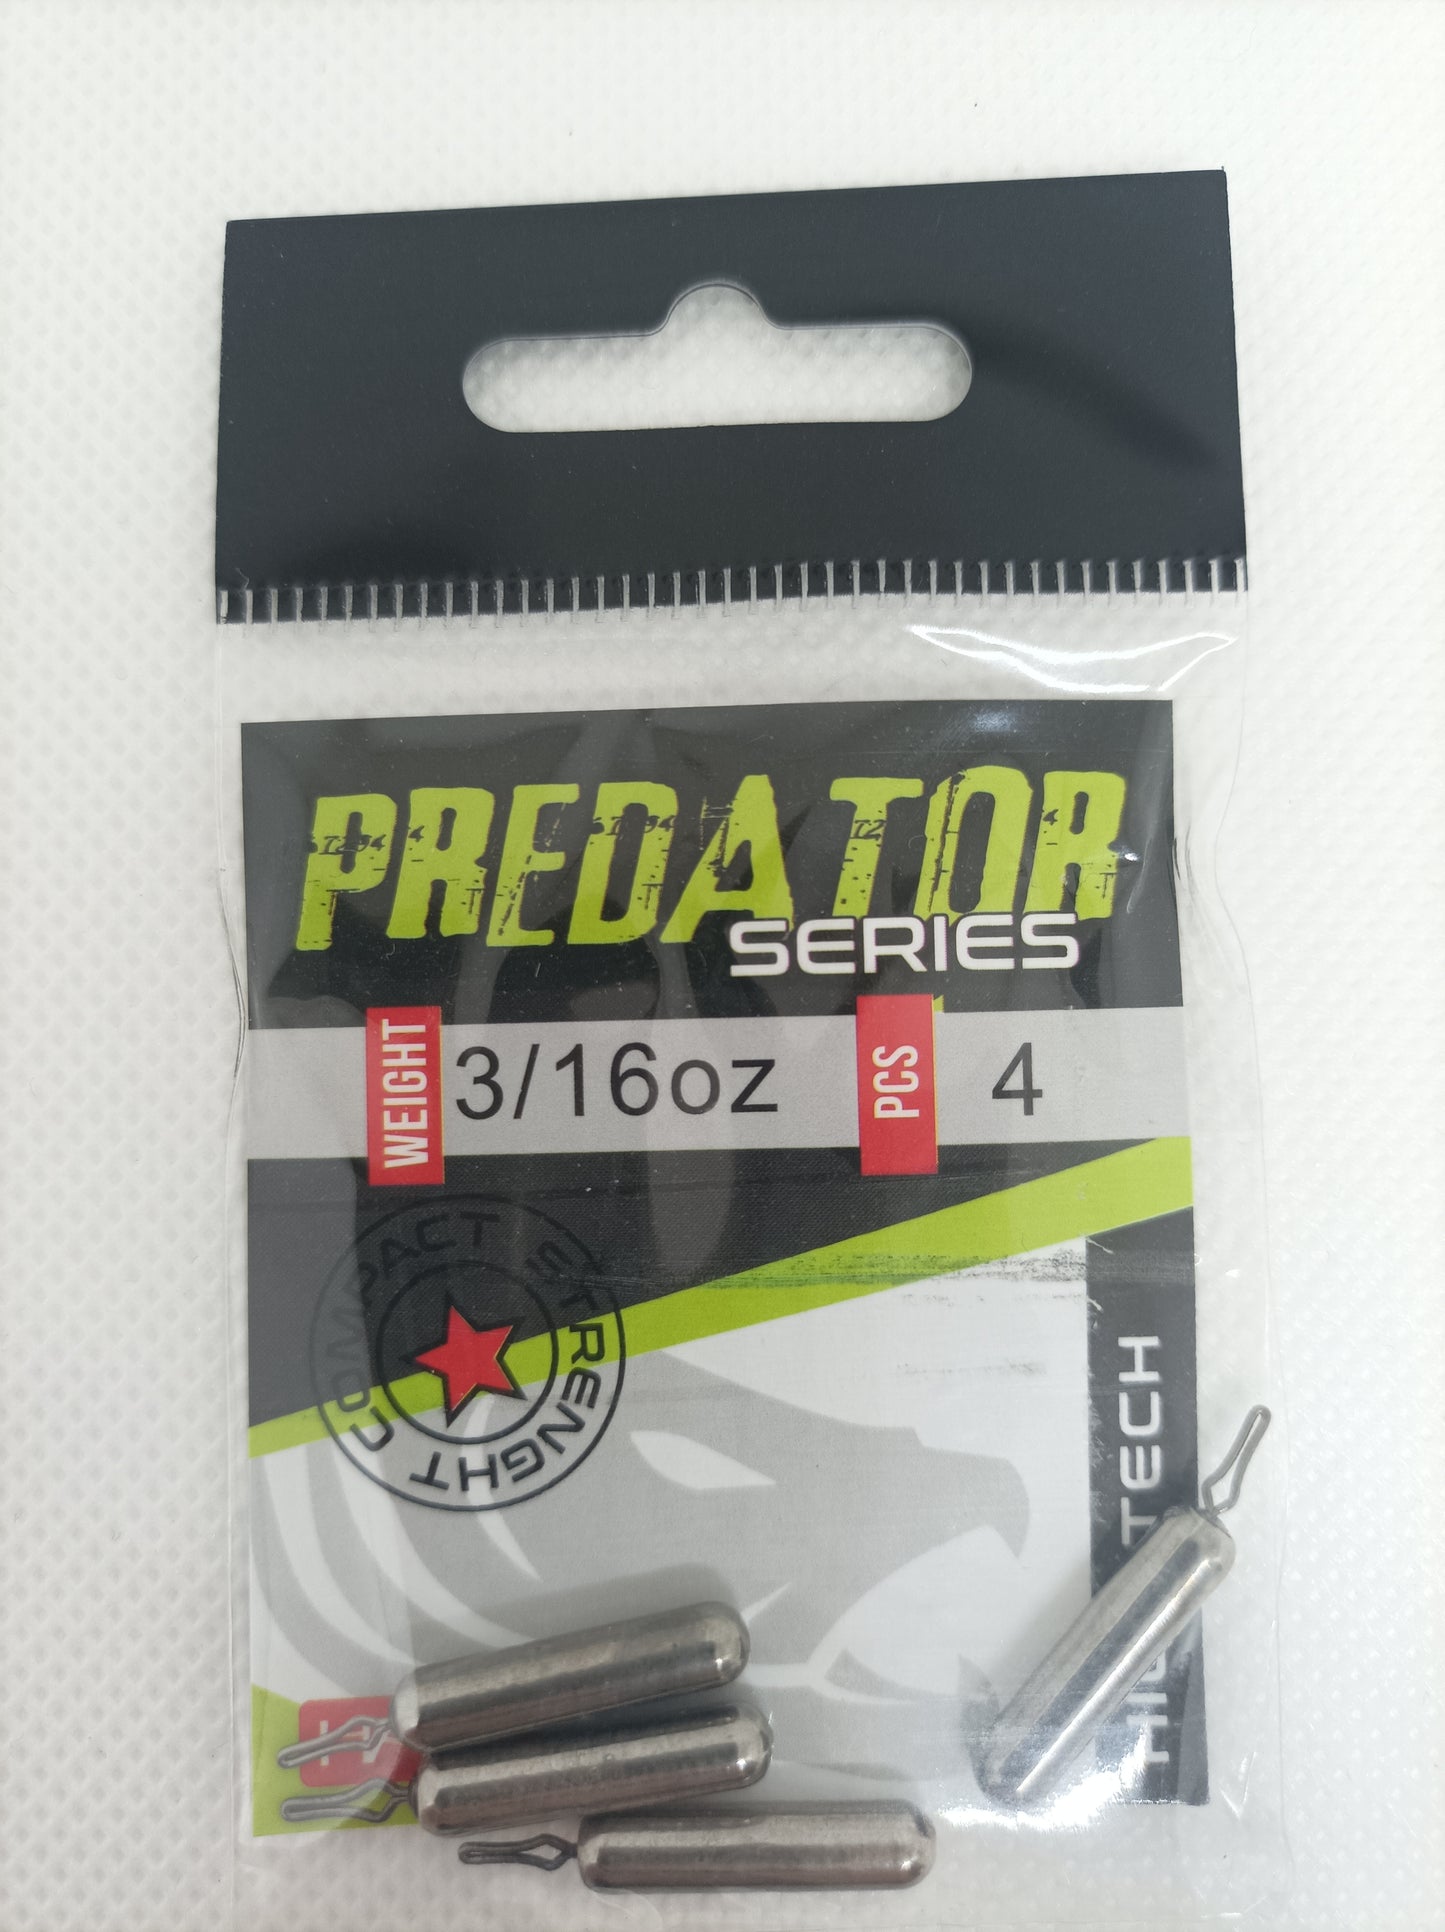 PREDATOR
SERIES
WEIGHT 3/16oz PCS 4
COMPACT STRENGHT
TECH